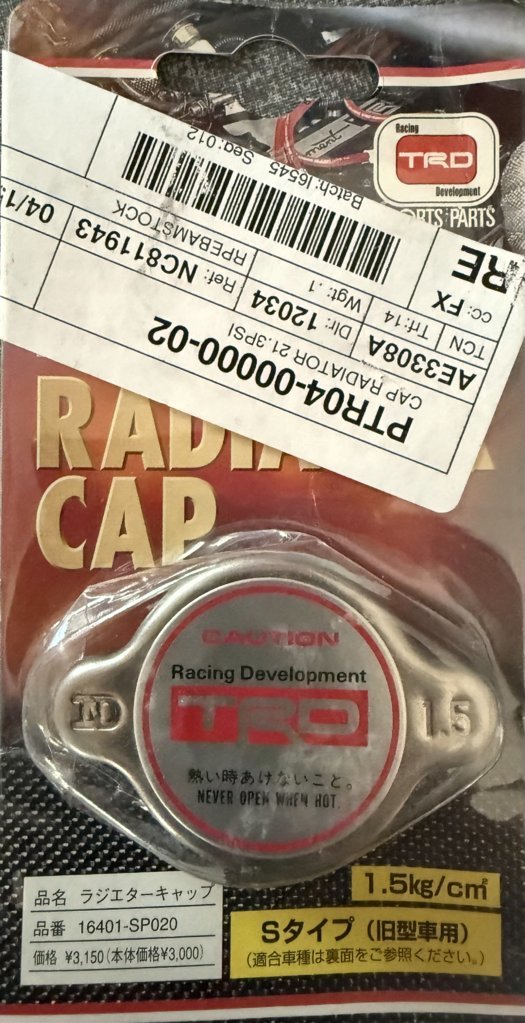 Racing
TRD
Development
PARTS
Batch: I6545 Seq: 012
RPEBAMSTOCK
Ref: NC811943
Wgt: .1
Dlr: 12034
Trf: 14
cc: FX
RE
TCN
AE3308A
CAP RADIATOR 21.3PSI
PTR04-00000-02
CAP
CAUTION
Racing Development
TRD
熱い時あけないこと。
NEVER OPEN WHEN HOT.
1.5
品名 ラジエターキャップ
品番 16401-SP020
価格 ¥3,150(本体価格¥3,000)
1.5kg/c㎡
Sタイプ(旧型車用)
(適合車種は裏面をご参照ください。)